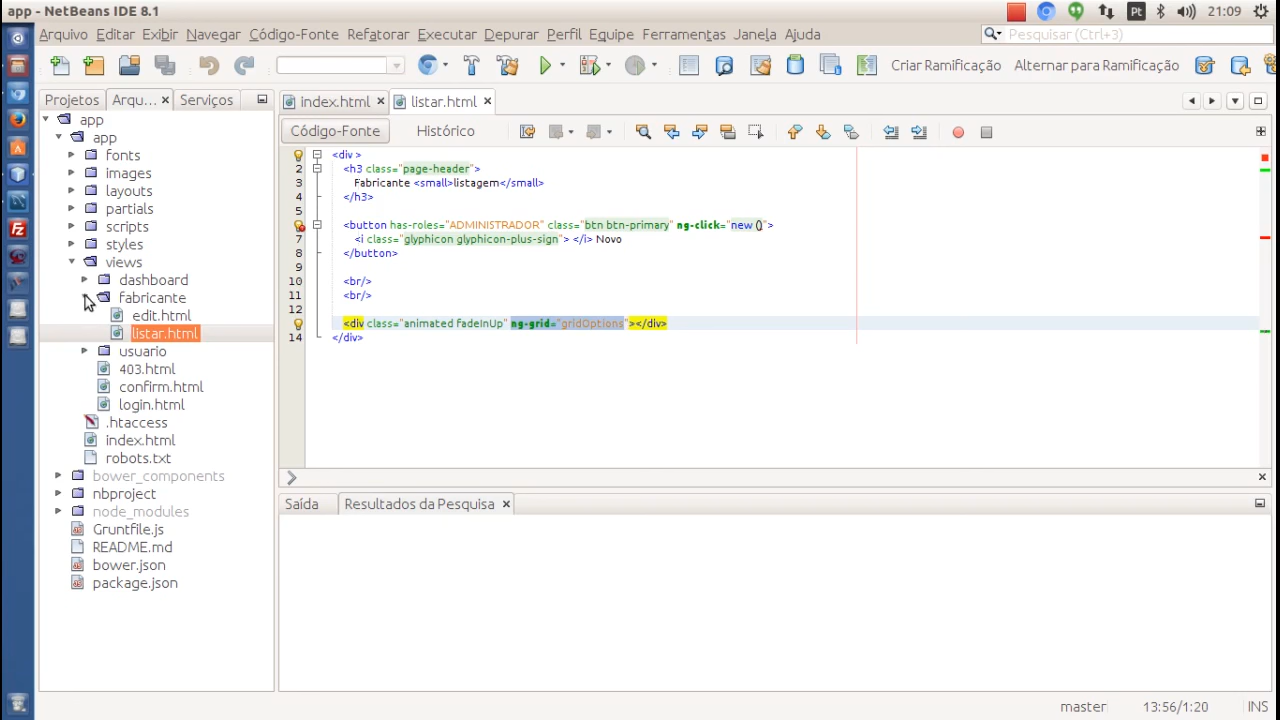 app - NetBeans IDE 8.1
Pt
21:09
Arquivo Editar Exibir Navegar Código-Fonte Refatorar Executar Depurar Perfil Equipe Ferramentas Janela Ajuda
Pesquisar (Ctrl+3)
Criar Ramificação
Alternar para Ramificação
Projetos
Arqu...
Serviços
index.html
listar.html
Código-Fonte
Histórico
app
app
fonts
images
layouts
partials
scripts
styles
views
dashboard
fabricante
edit.html
listar.html
usuario
403.html
confirm.html
login.html
.htaccess
index.html
robots.txt
bower_components
nbproject
node_modules
Gruntfile.js
README.md
bower.json
package.json
<div >
2 <h3 class="page-header">
3 Fabricante <small>listagem</small>
4 </h3>
5
<button has-roles="ADMINISTRADOR" class="btn btn-primary" ng-click="new ()">
7 <i class="glyphicon glyphicon-plus-sign"> </i> Novo
8 </button>
9
10 <br/>
11 <br/>
12
<div class="animated fadeInUp" ng-grid="gridOptions"></div>
14 </div>
Saída
Resultados da Pesquisa
master
13:56/1:20
INS